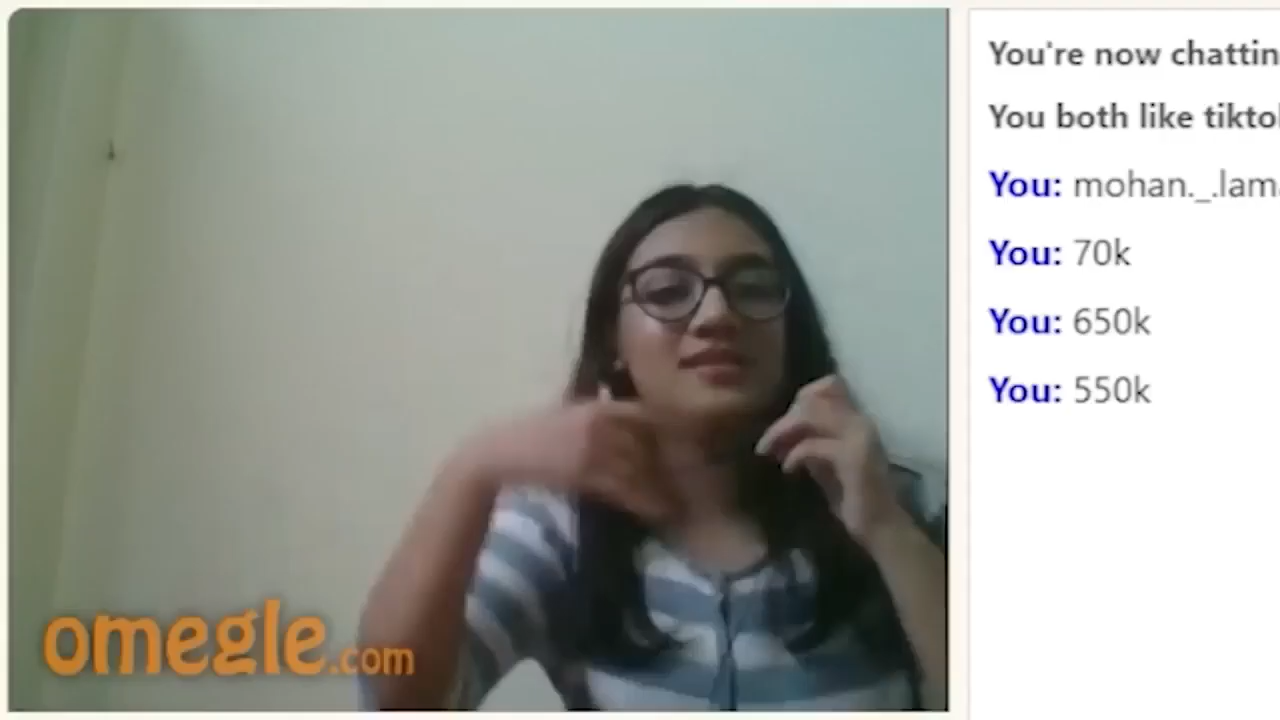 You're now chattin
You both like tikto
You: mohan._.lam
You: 70k
You: 650k
You: 550k
omegle.com